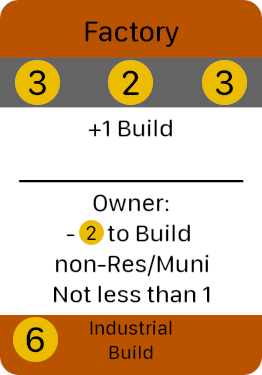 Factory
3 2 3
+1 Build
Owner:
- 2 to Build
non-Res/Muni
Not less than 1
6 Industrial
Build